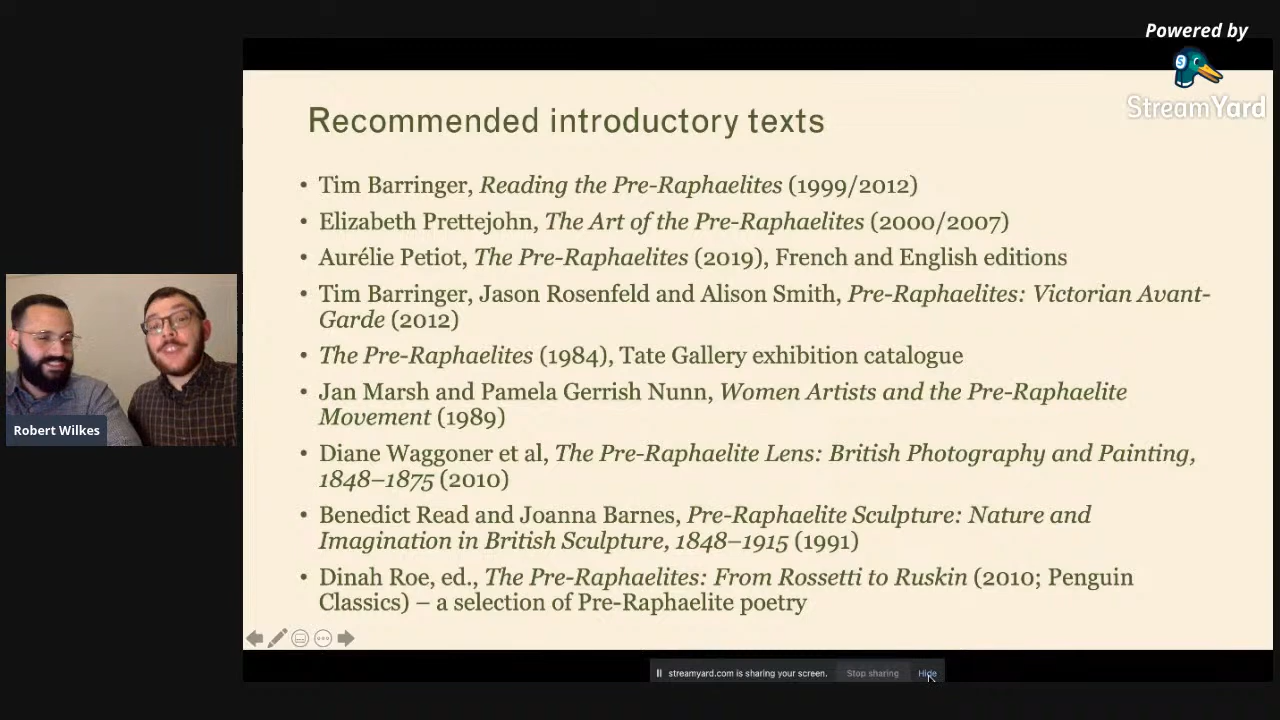 Powered by
StreamYard
Recommended introductory texts
• Tim Barringer, Reading the Pre-Raphaelites (1999/2012)
• Elizabeth Prettejohn, The Art of the Pre-Raphaelites (2000/2007)
• Aurélie Petiot, The Pre-Raphaelites (2019), French and English editions
• Tim Barringer, Jason Rosenfeld and Alison Smith, Pre-Raphaelites: Victorian Avant-
Garde (2012)
• The Pre-Raphaelites (1984), Tate Gallery exhibition catalogue
• Jan Marsh and Pamela Gerrish Nunn, Women Artists and the Pre-Raphaelite
Movement (1989)
• Diane Waggoner et al, The Pre-Raphaelite Lens: British Photography and Painting,
1848–1875 (2010)
• Benedict Read and Joanna Barnes, Pre-Raphaelite Sculpture: Nature and
Imagination in British Sculpture, 1848–1915 (1991)
• Dinah Roe, ed., The Pre-Raphaelites: From Rossetti to Ruskin (2010; Penguin
Classics) – a selection of Pre-Raphaelite poetry
Robert Wilkes
streamyard.com is sharing your screen. Stop sharing Hide